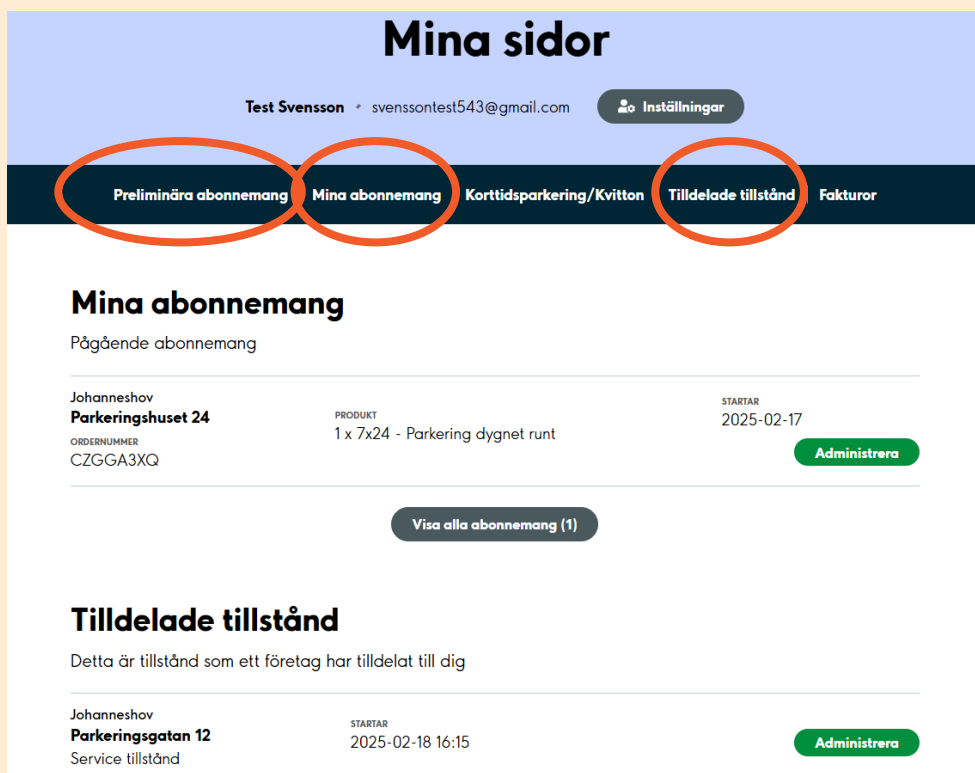 Mina sidor
Test Svensson • svenssontest543@gmail.com Inställningar
Preliminära abonnemang Mina abonnemang Korttidsparkering/Kvitton Tilldelade tillstånd Fakturor
Mina abonnemang
Pågående abonnemang
Johanneshov
Parkeringshuset 24
ORDERNUMMER
CZGGA3XQ
PRODUKT
1 x 7x24 - Parkering dygnet runt
STARTAR
2025-02-17
Administrera
Visa alla abonnemang (1)
Tilldelade tillstånd
Detta är tillstånd som ett företag har tilldelat till dig
Johanneshov
Parkeringsgatan 12
Service tillstånd
STARTAR
2025-02-18 16:15
Administrera